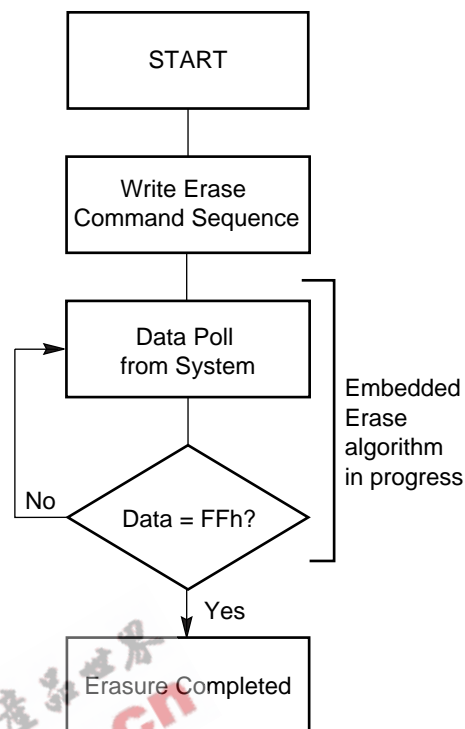 START
Write Erase
Command Sequence
Data Poll
from System
Embedded
Erase
algorithm
in progress
No
Data = FFh?
Yes
Erasure Completed